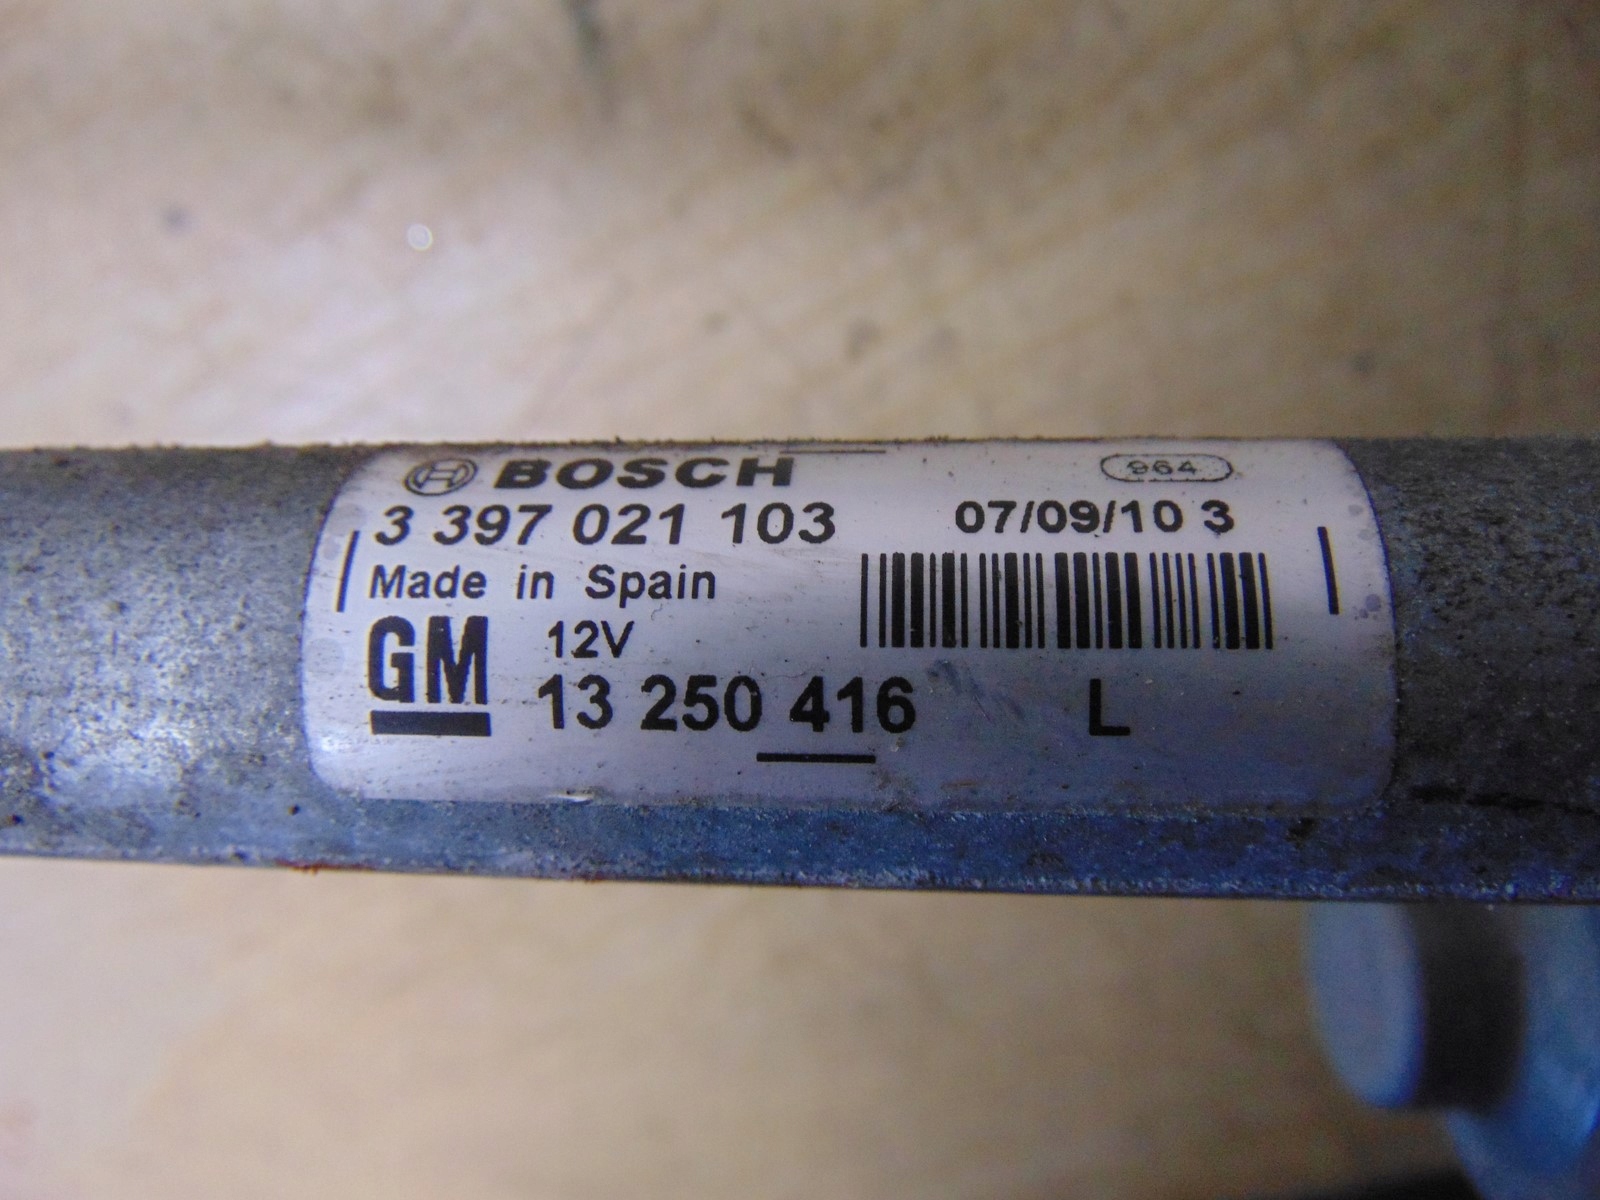 BOSCH 964
3 397 021 103 07/09/10 3
Made in Spain
GM 12V
13 250 416 L